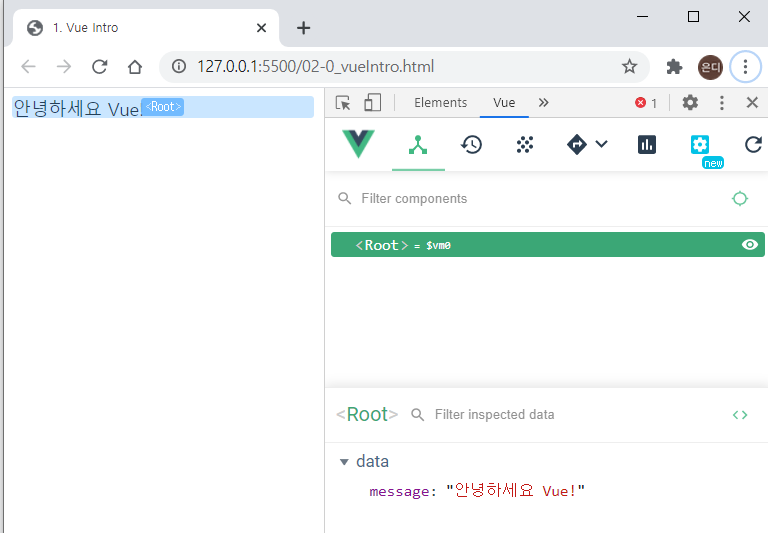 1. Vue Intro
127.0.0.1:5500/02-0_vueIntro.html
은디
안녕하세요 Vue!
<Root>
Elements Vue 1
new
Filter components
<Root> = $vm0
<Root> Filter inspected data
data
message: "안녕하세요 Vue!"